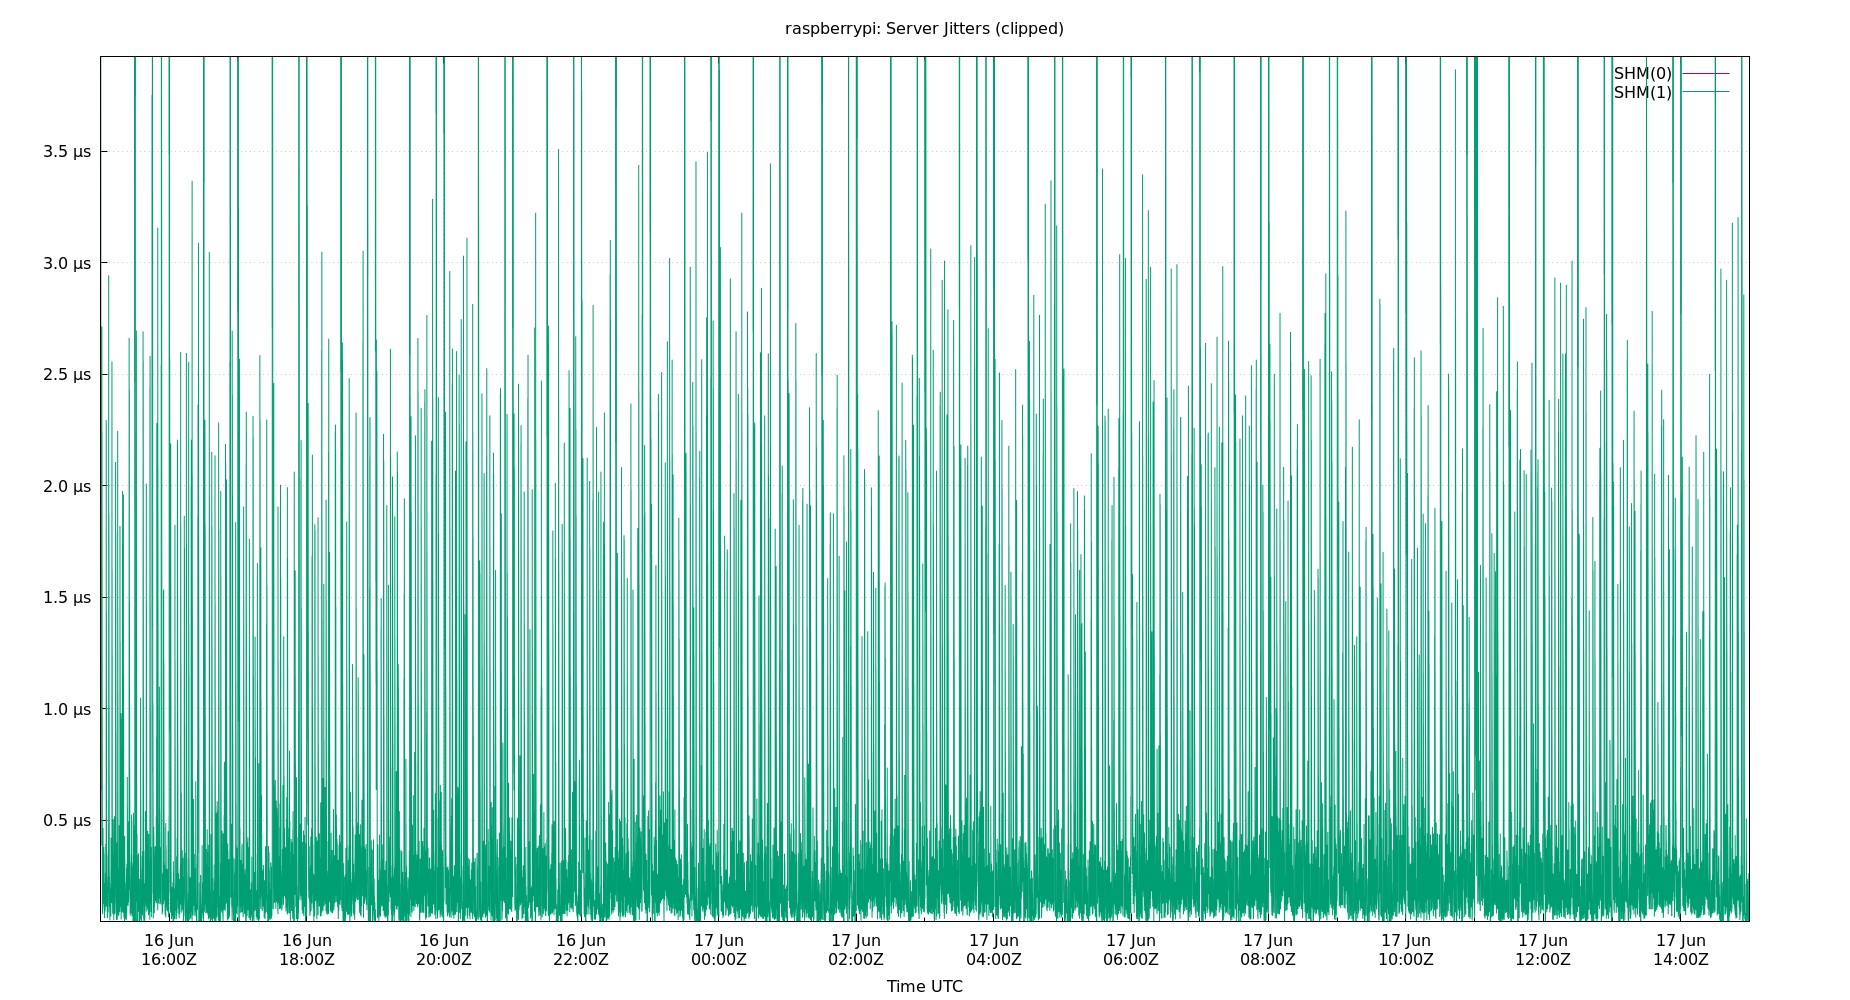 raspberrypi: Server Jitters (clipped)
SHM(0)
SHM(1)
3.5 µs
3.0 µs
2.5 µs
2.0 µs
1.5 µs
1.0 µs
0.5 µs
16 Jun 16 Jun 16 Jun 16 Jun 17 Jun 17 Jun 17 Jun 17 Jun 17 Jun 17 Jun 17 Jun 17 Jun
16:00Z 18:00Z 20:00Z 22:00Z 00:00Z 02:00Z 04:00Z 06:00Z 08:00Z 10:00Z 12:00Z 14:00Z
Time UTC